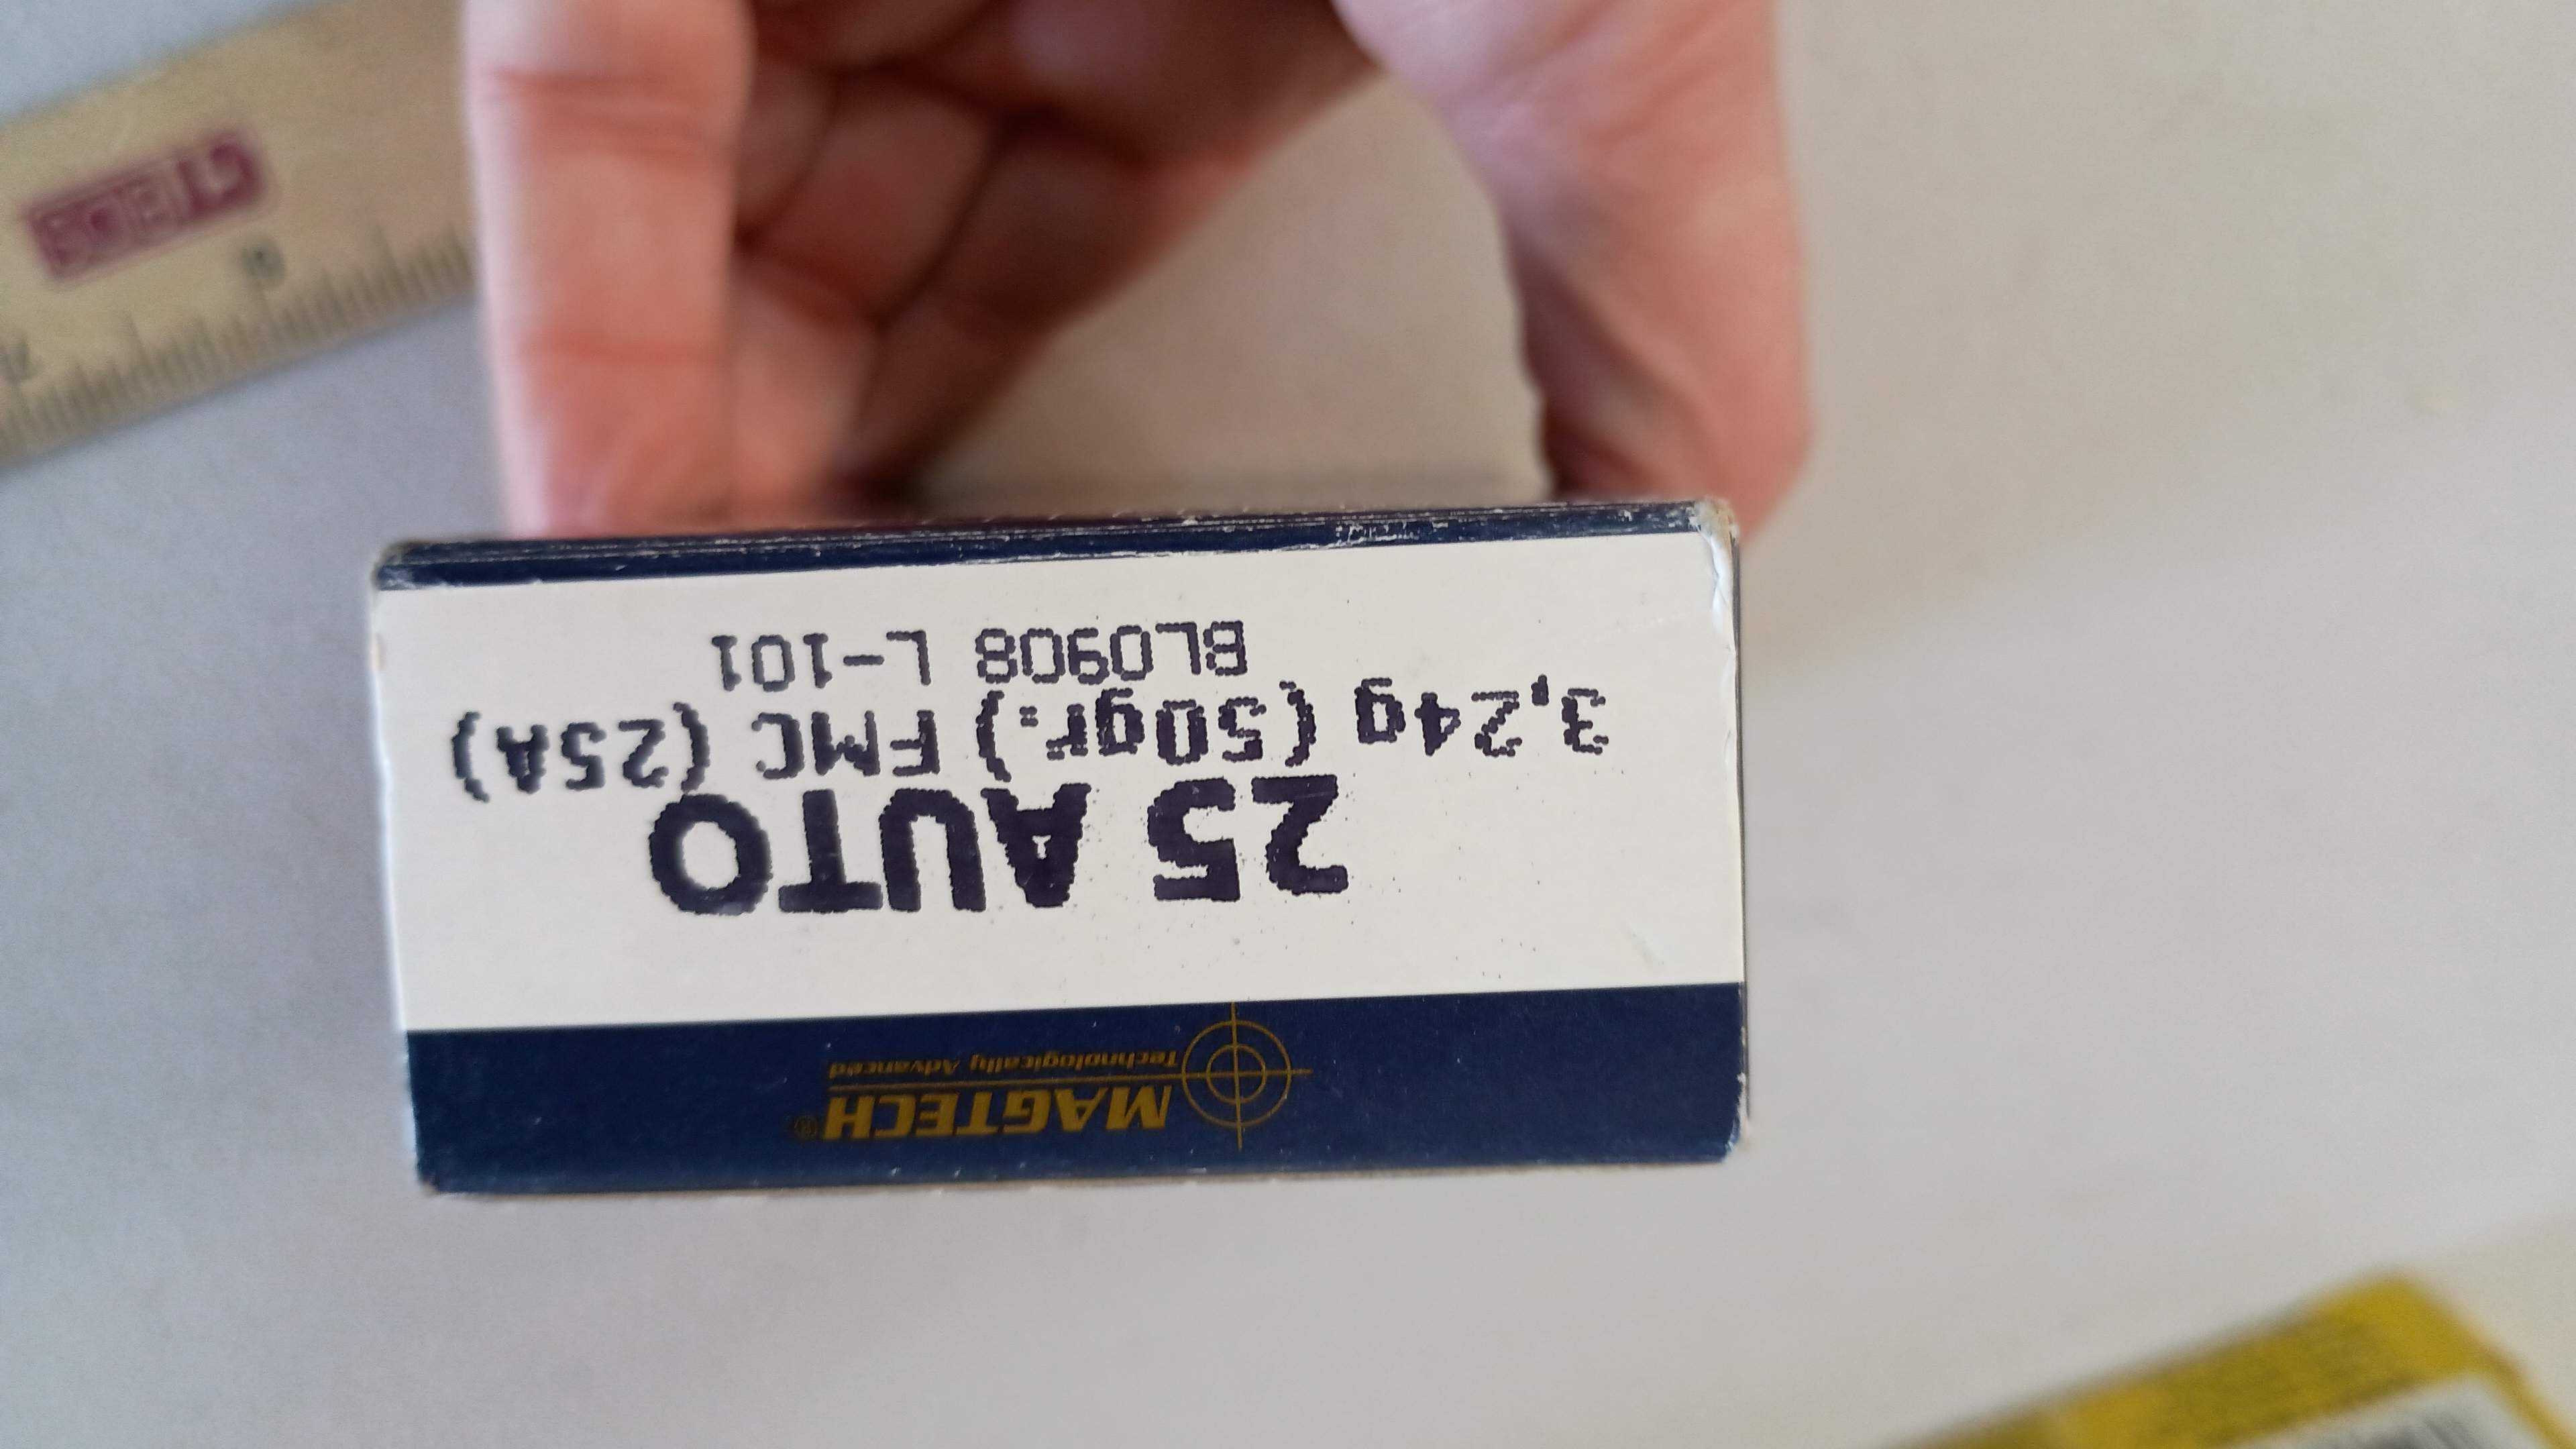 MAGTECH®
Technologically Advanced
25 AUTO
3,24g (50gr.) FMC (25A)
BL0908 L-101